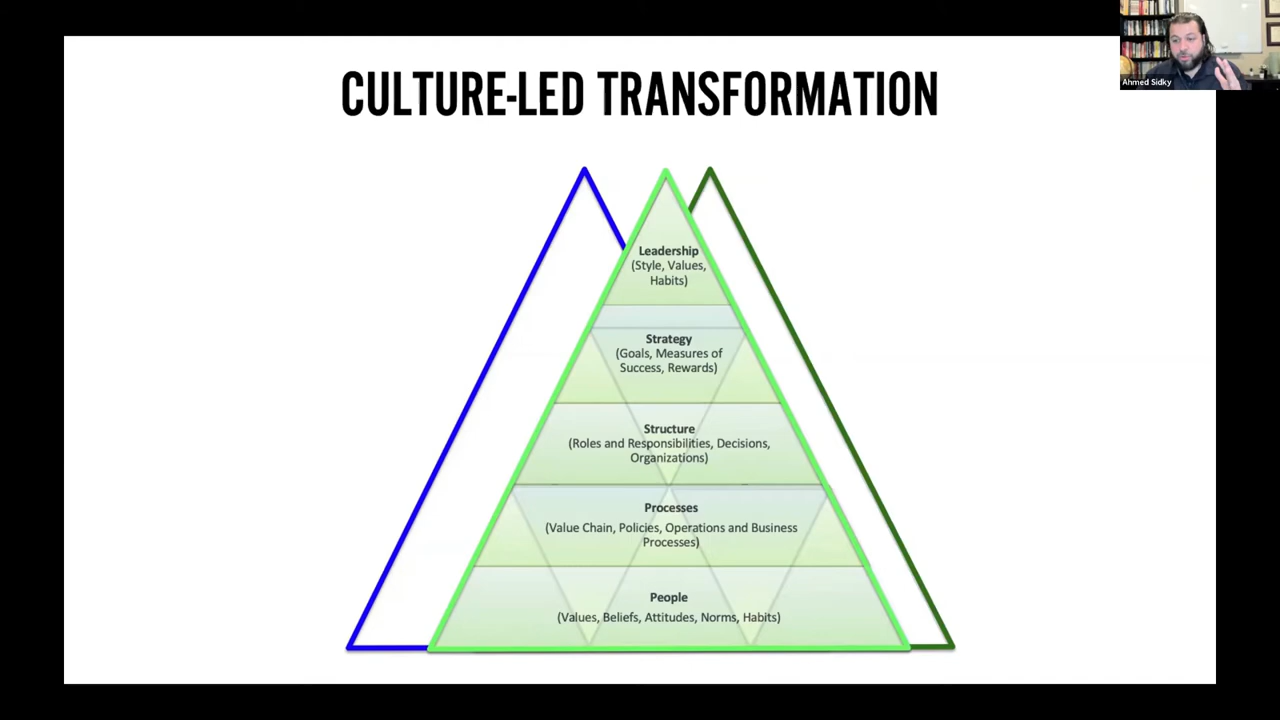 CULTURE-LED TRANSFORMATION
Ahmed Sidky
Leadership
(Style, Values,
Habits)
Strategy
(Goals, Measures of
Success, Rewards)
Structure
(Roles and Responsibilities, Decisions,
Organizations)
Processes
(Value Chain, Policies, Operations and Business
Processes)
People
(Values, Beliefs, Attitudes, Norms, Habits)